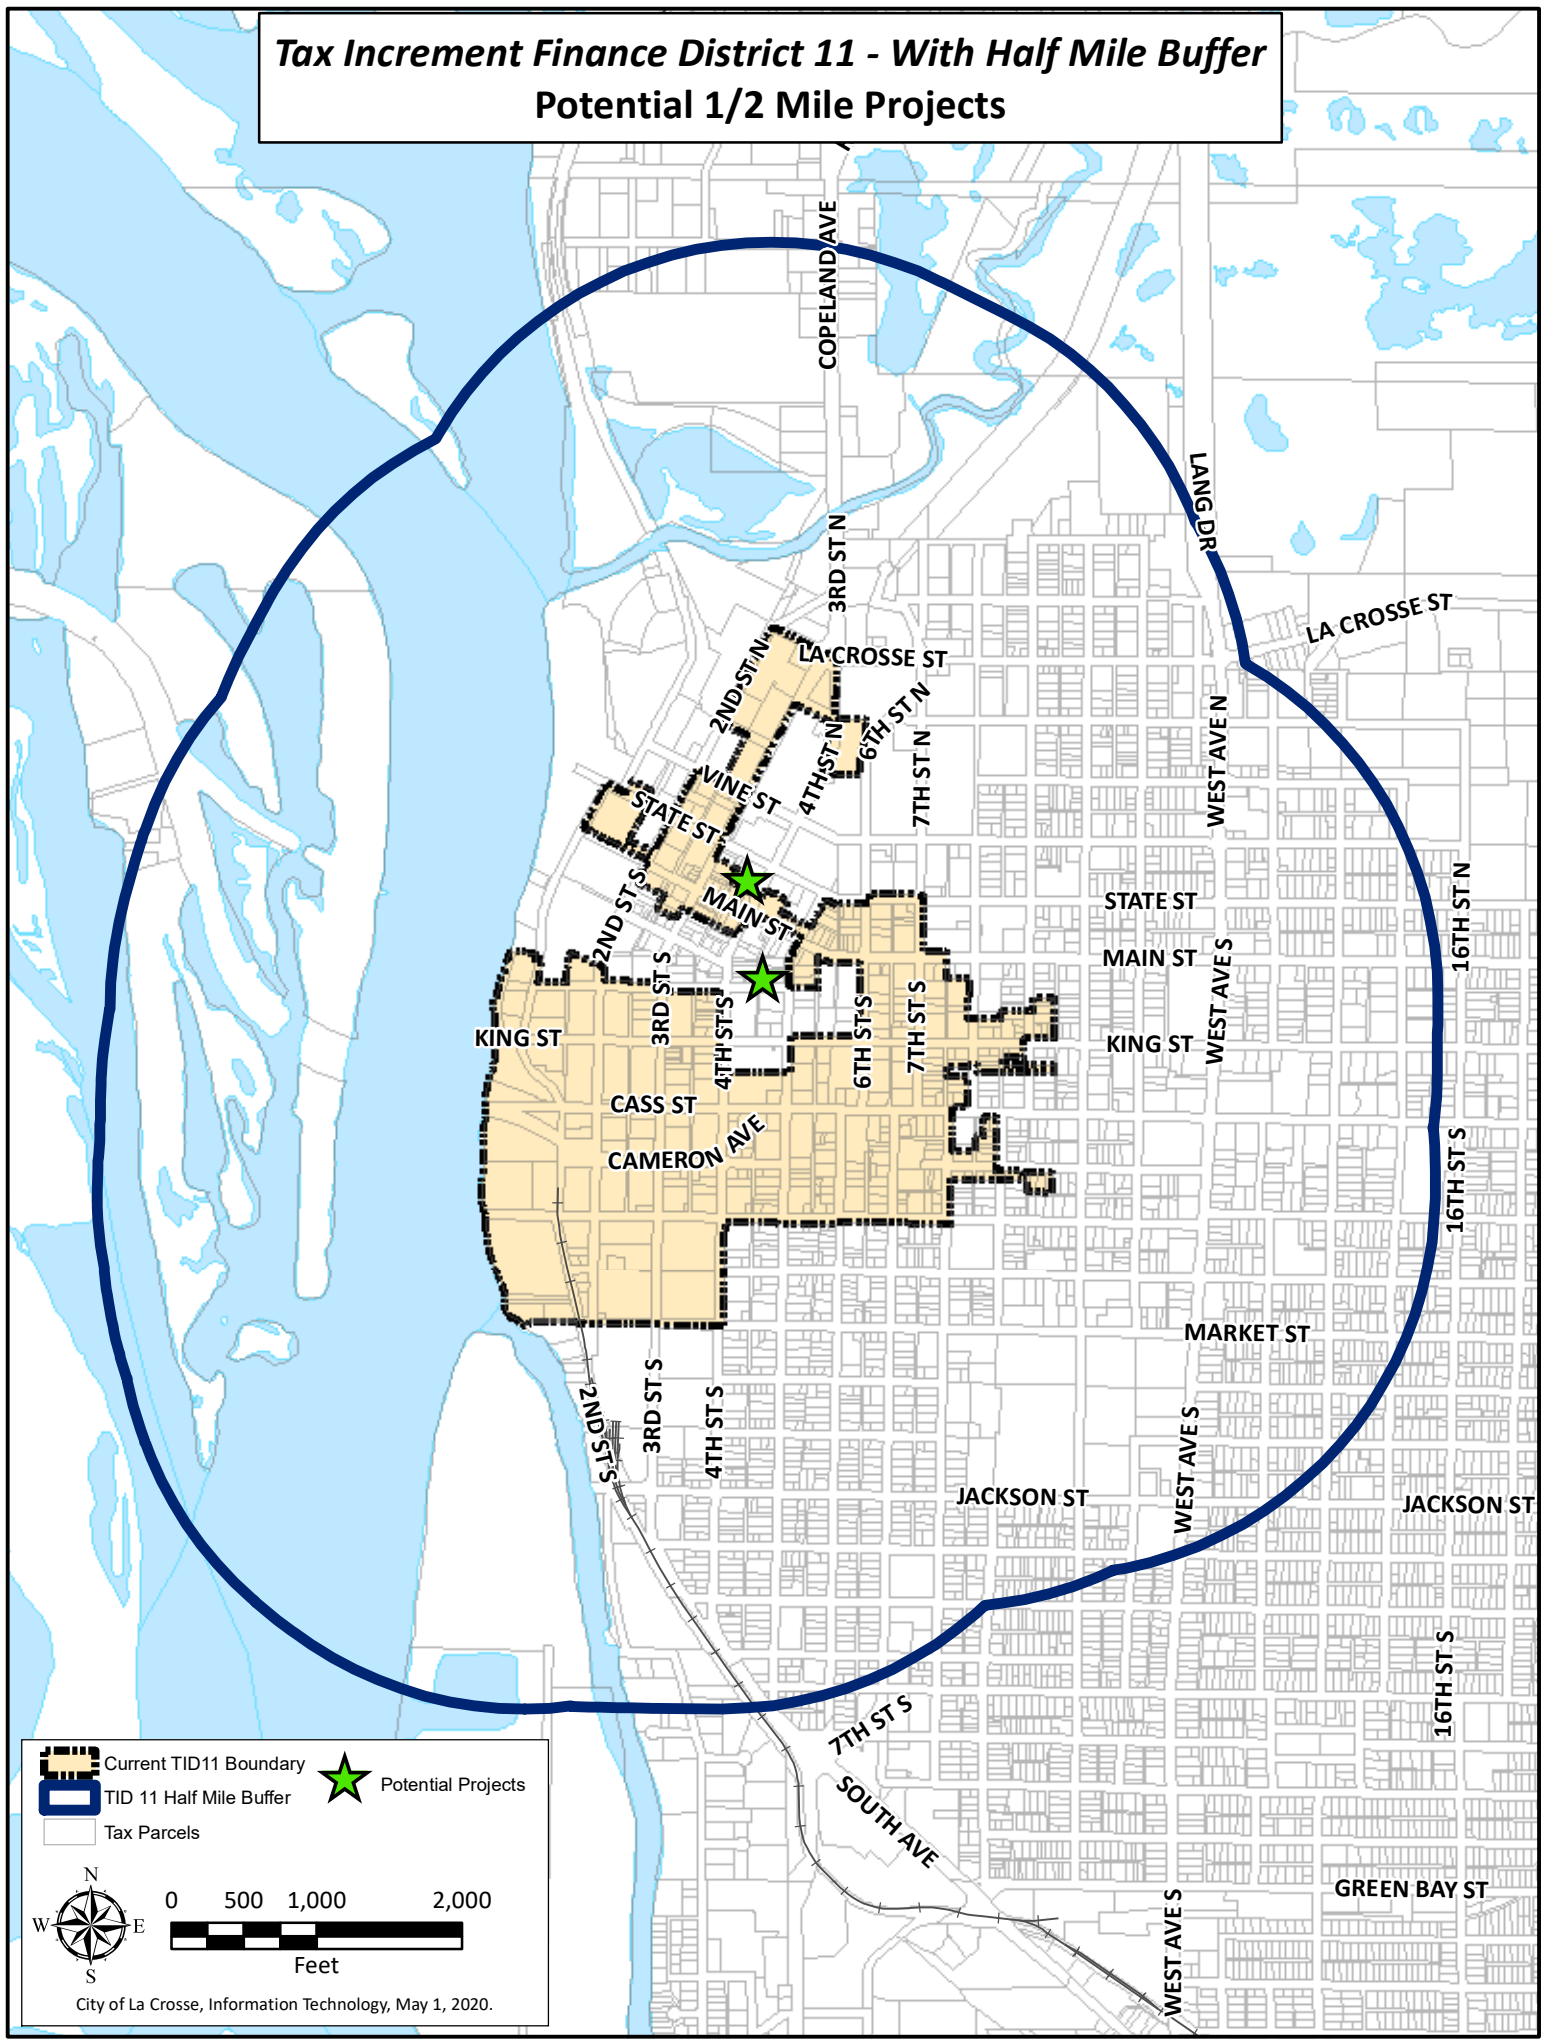 Tax Increment Finance District 11 - With Half Mile Buffer
Potential 1/2 Mile Projects
COPELAND AVE
LANG DR
3RD ST N
LA CROSSE ST
LA CROSSE ST
2ND ST N
6TH ST N
4TH ST N
7TH ST N
WEST AVE N
VINE ST
STATE ST
2ND ST S
MAIN ST
STATE ST
16TH ST N
MAIN ST
WEST AVE S
3RD ST S
4TH ST S
6TH ST S
7TH ST S
KING ST
KING ST
CASS ST
CAMERON AVE
16TH ST S
MARKET ST
2ND ST S
3RD ST S
4TH ST S
WEST AVE S
JACKSON ST
JACKSON ST
16TH ST S
7TH ST S
SOUTH AVE
GREEN BAY ST
WEST AVE S
Current TID11 Boundary
TID 11 Half Mile Buffer
Tax Parcels
Potential Projects
N
W
E
S
0 500 1,000 2,000
Feet
City of La Crosse, Information Technology, May 1, 2020.